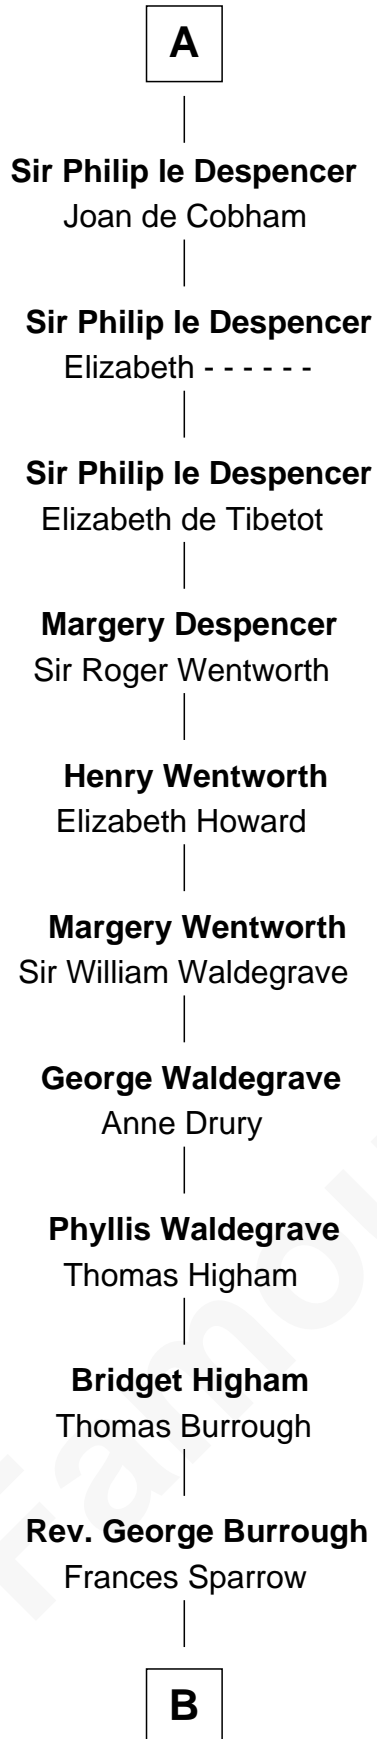 A
Sir Philip le Despencer
Joan de Cobham
Sir Philip le Despencer
Elizabeth - - - - - -
Sir Philip le Despencer
Elizabeth de Tibetot
Margery Despencer
Sir Roger Wentworth
Henry Wentworth
Elizabeth Howard
Margery Wentworth
Sir William Waldegrave
George Waldegrave
Anne Drury
Phyllis Waldegrave
Thomas Higham
Bridget Higham
Thomas Burrough
Rev. George Burrough
Frances Sparrow
B
Famou